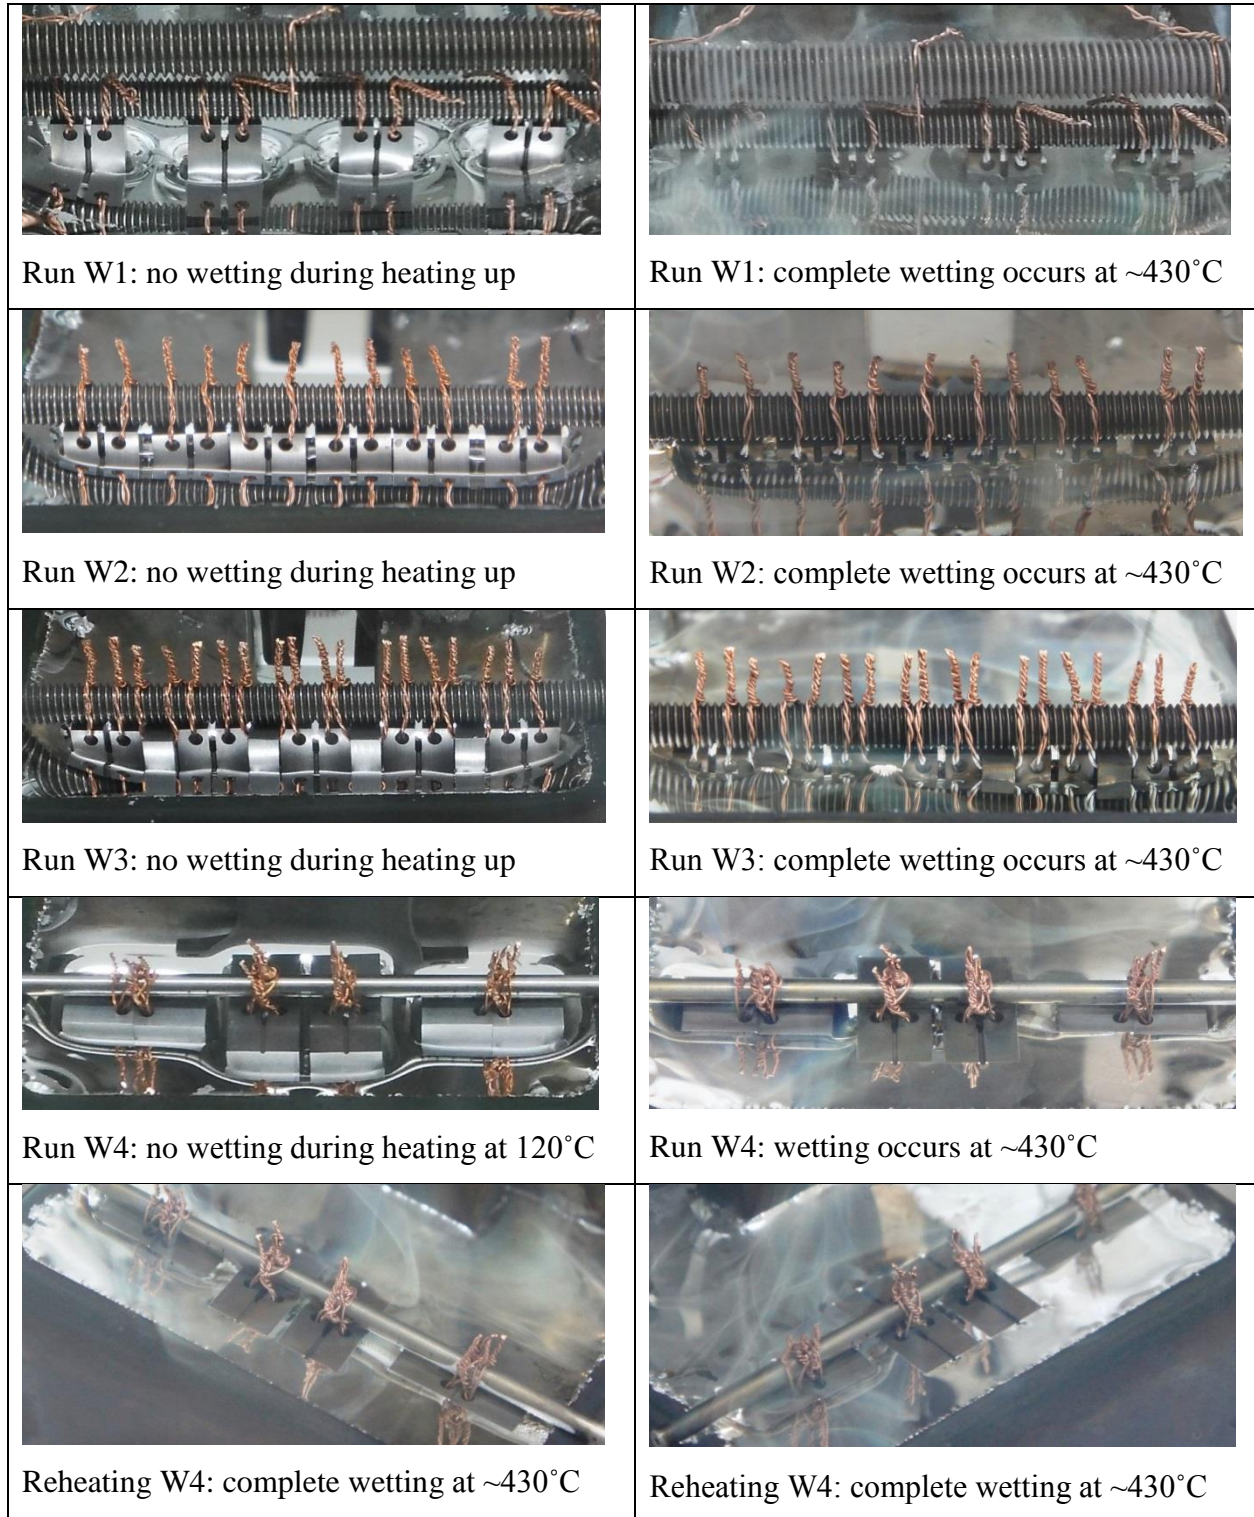 Run W1: no wetting during heating up
Run W1: complete wetting occurs at ~430˚C
Run W2: no wetting during heating up
Run W2: complete wetting occurs at ~430˚C
Run W3: no wetting during heating up
Run W3: complete wetting occurs at ~430˚C
Run W4: no wetting during heating at 120˚C
Run W4: wetting occurs at ~430˚C
Reheating W4: complete wetting at ~430˚C
Reheating W4: complete wetting at ~430˚C